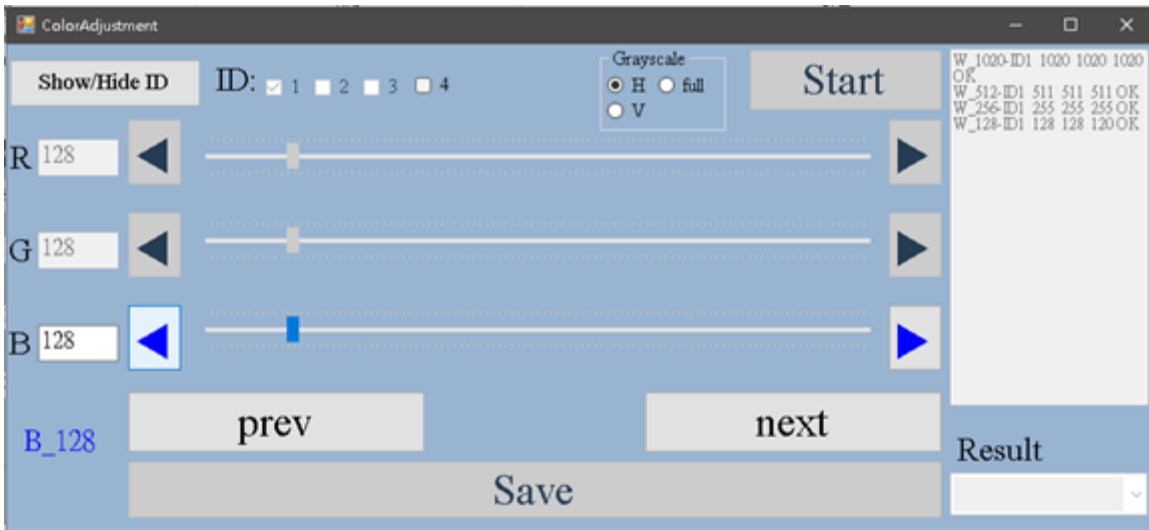 ColorAdjustment
Show/Hide ID
ID: 1 2 3 4
Grayscale
H full
V
Start
R 128
G 128
B 128
B_128
prev
next
Save
W_1020-ID1 1020 1020 1020
OK
W_512-ID1 511 511 511 OK
W_256-ID1 255 255 255 OK
W_128-ID1 128 128 120 OK
Result